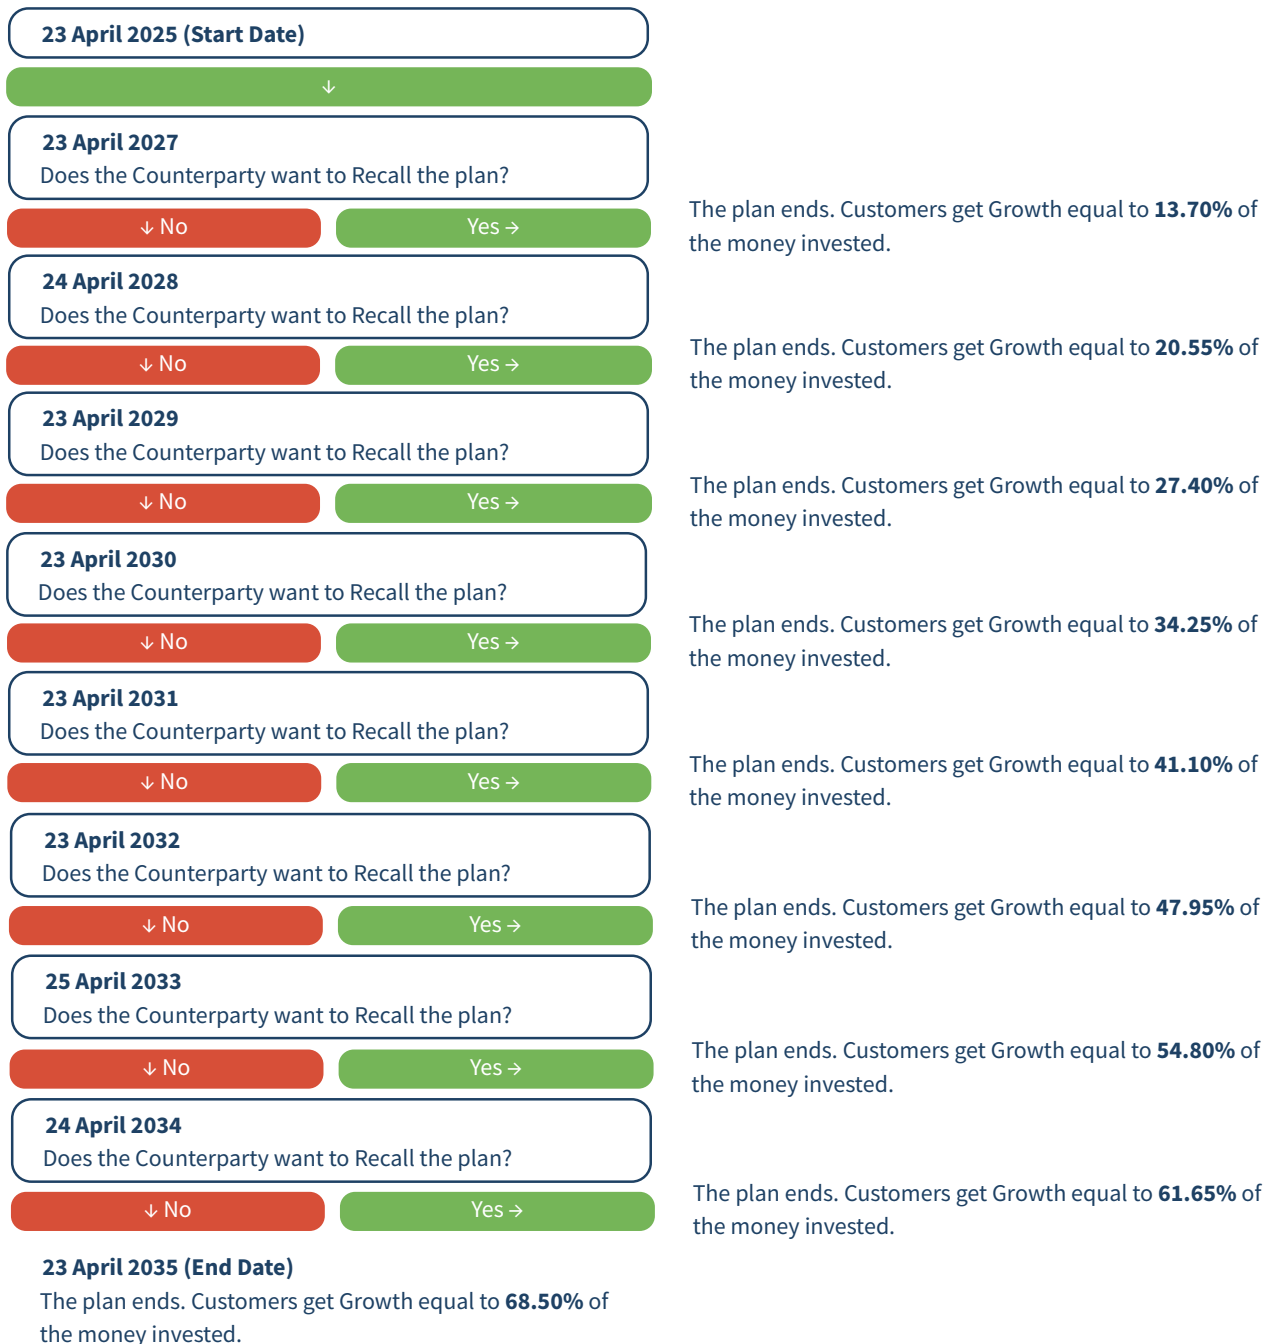 23 April 2025 (Start Date)
↓
23 April 2027
Does the Counterparty want to Recall the plan?
↓ No
Yes →
The plan ends. Customers get Growth equal to 13.70% of
the money invested.
24 April 2028
Does the Counterparty want to Recall the plan?
↓ No
Yes →
The plan ends. Customers get Growth equal to 20.55% of
the money invested.
23 April 2029
Does the Counterparty want to Recall the plan?
↓ No
Yes →
The plan ends. Customers get Growth equal to 27.40% of
the money invested.
23 April 2030
Does the Counterparty want to Recall the plan?
↓ No
Yes →
The plan ends. Customers get Growth equal to 34.25% of
the money invested.
23 April 2031
Does the Counterparty want to Recall the plan?
↓ No
Yes →
The plan ends. Customers get Growth equal to 41.10% of
the money invested.
23 April 2032
Does the Counterparty want to Recall the plan?
↓ No
Yes →
The plan ends. Customers get Growth equal to 47.95% of
the money invested.
25 April 2033
Does the Counterparty want to Recall the plan?
↓ No
Yes →
The plan ends. Customers get Growth equal to 54.80% of
the money invested.
24 April 2034
Does the Counterparty want to Recall the plan?
↓ No
Yes →
The plan ends. Customers get Growth equal to 61.65% of
the money invested.
23 April 2035 (End Date)
The plan ends. Customers get Growth equal to 68.50% of
the money invested.